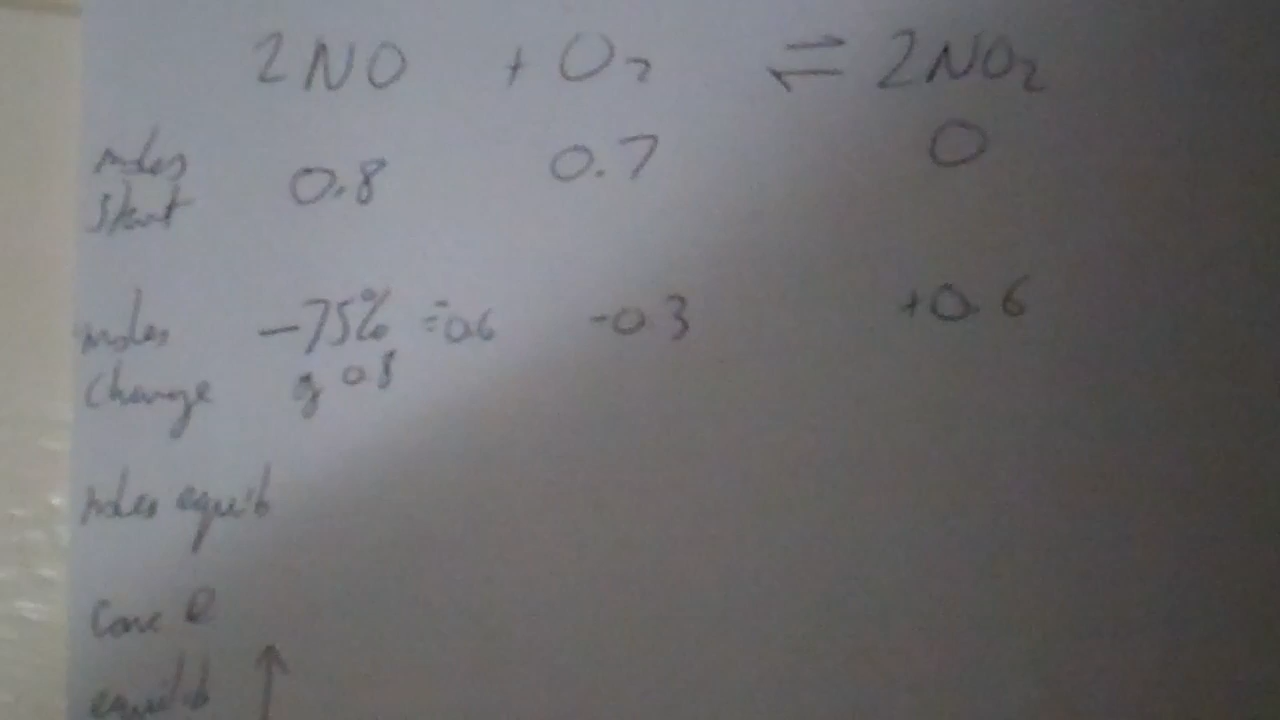 2NO + O2 ⇌ 2NO2
moles start 0.8 0.7 0
moles change -75% of 0.8 = 0.6 -0.3 +0.6
moles equib
Conc @
equilib ↑